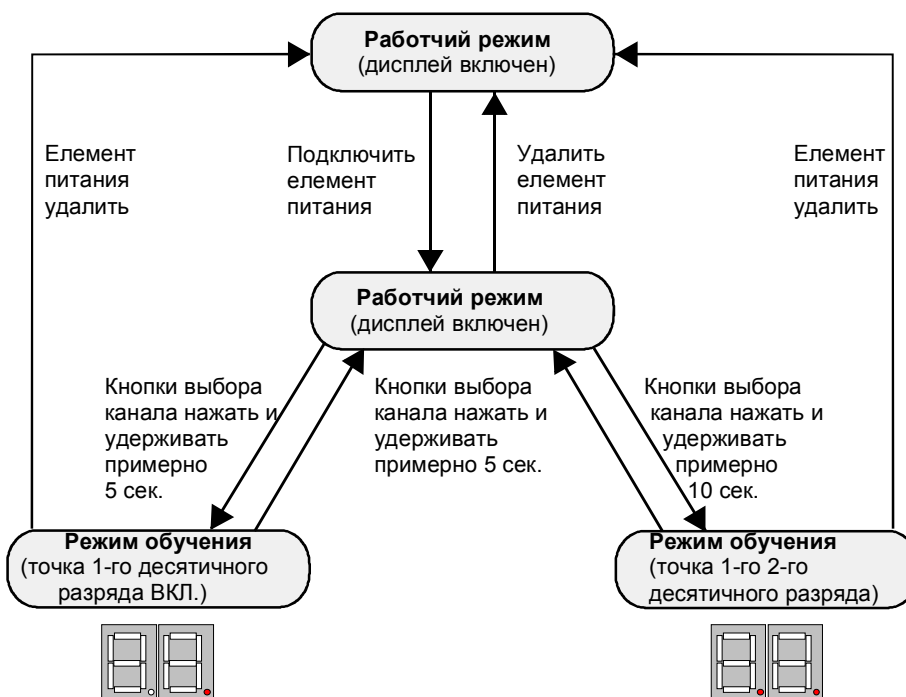 Работчий режим
(дисплей включен)
Елемент
питания
удалить
Подключить
елемент
питания
Удалить
елемент
питания
Елемент
питания
удалить
Работчий режим
(дисплей включен)
Кнопки выбора
канала нажать и
удерживать
примерно
5 сек.
Кнопки выбора
канала нажать и
удерживать
примерно 5 сек.
Кнопки выбора
канала нажать и
удерживать
примерно
10 сек.
Режим обучения
(точка 1-го десятичного
разряда ВКЛ.)
Режим обучения
(точка 1-го 2-го
десятичного разряда)